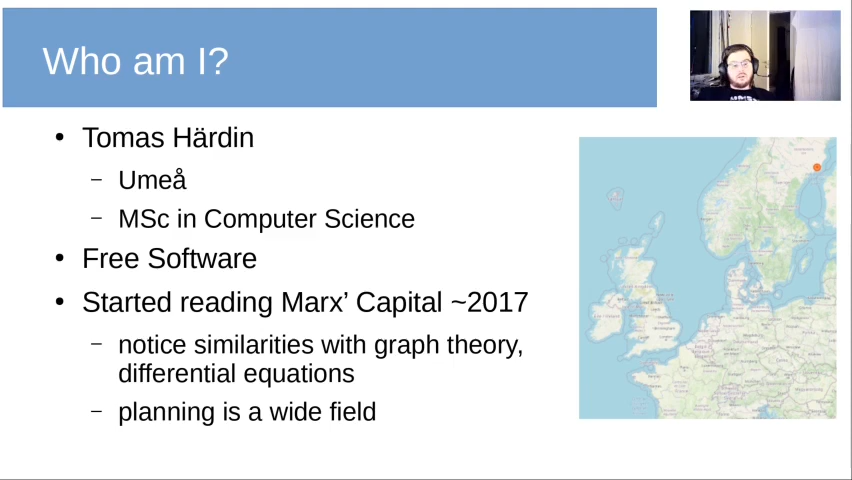 Who am I?
• Tomas Härdin
– Umeå
– MSc in Computer Science
• Free Software
• Started reading Marx’ Capital ~2017
– notice similarities with graph theory,
differential equations
– planning is a wide field